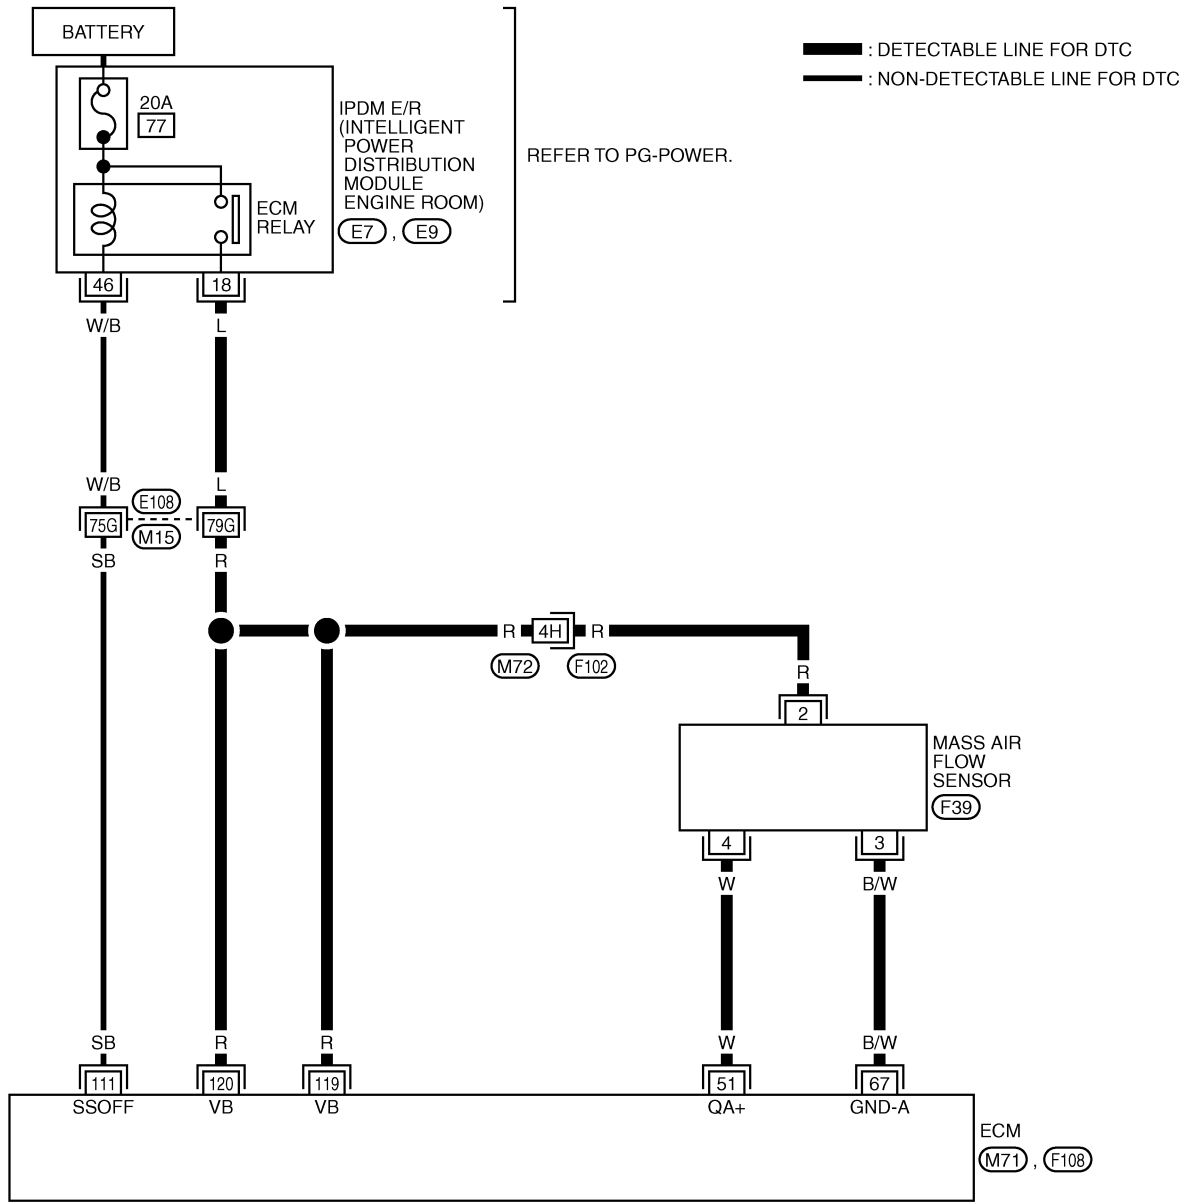 BATTERY
: DETECTABLE LINE FOR DTC
: NON-DETECTABLE LINE FOR DTC
20A
77
IPDM E/R
(INTELLIGENT
POWER
DISTRIBUTION
MODULE
ENGINE ROOM)
E7 , E9
REFER TO PG-POWER.
ECM
RELAY
46
18
W/B
L
W/B
L
75G
E108
M15
79G
SB
R
R
4H
R
M72
F102
R
2
MASS AIR
FLOW
SENSOR
F39
4
3
W
B/W
SB
R
R
W
B/W
111
120
119
51
67
SSOFF
VB
VB
QA+
GND-A
ECM
M71 , F108